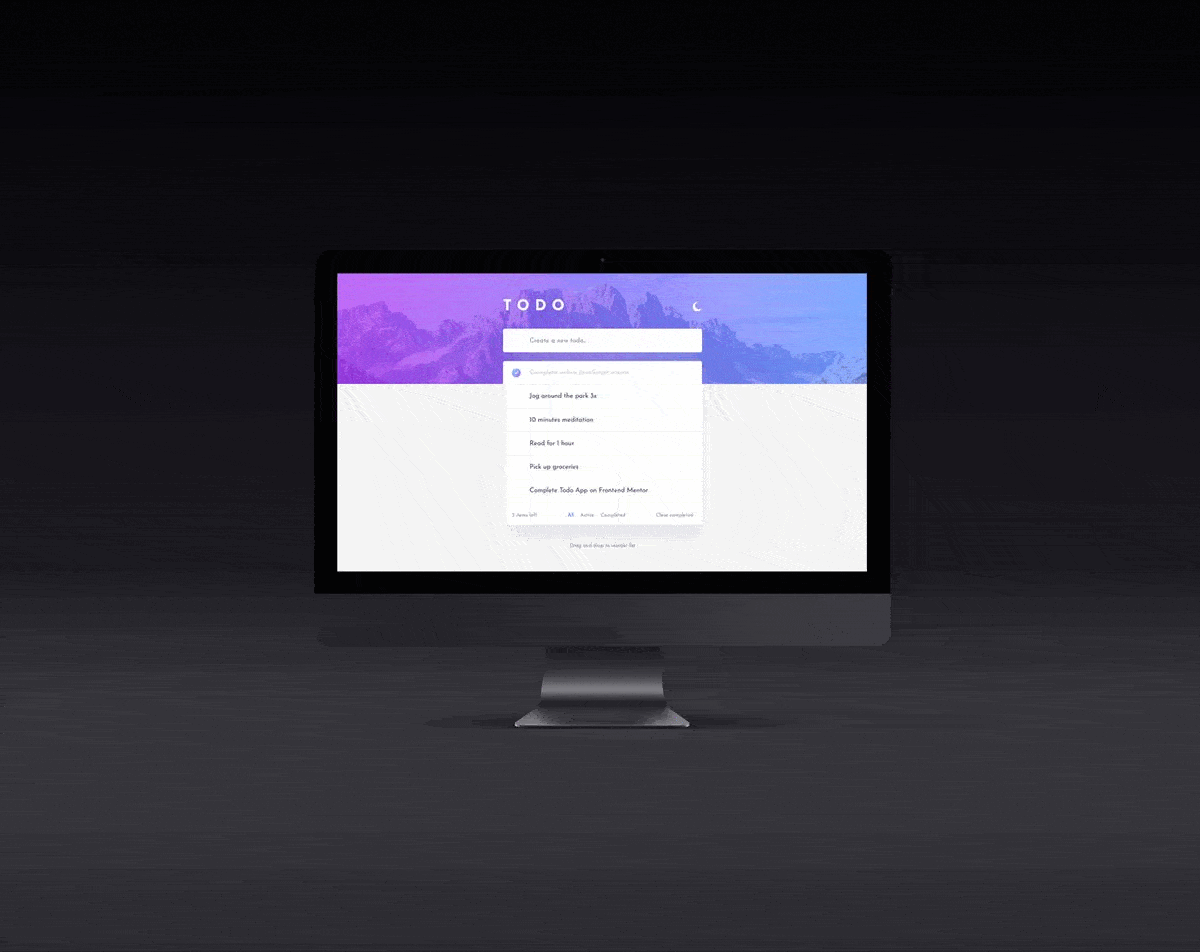 TODO
Create a new todo..
Complete online JavaScript course
Jog around the park 3x
10 minutes meditation
Read for 1 hour
Pick up groceries
Complete Todo App on Frontend Mentor
items left All Active Completed Clear completed
Drag and drop to reorder list